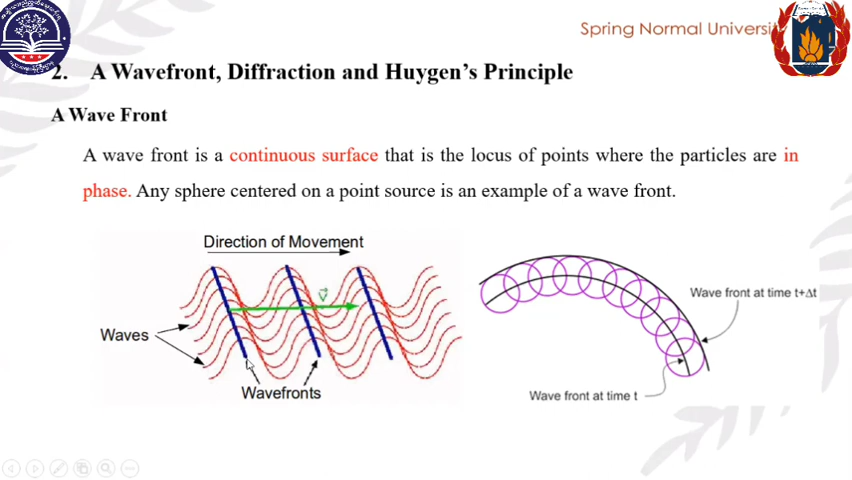 Spring Normal Universi
2. A Wavefront, Diffraction and Huygen's Principle
A Wave Front
A wave front is a continuous surface that is the locus of points where the particles are in
phase. Any sphere centered on a point source is an example of a wave front.
Direction of Movement
V
Waves
Wavefronts
Wave front at time t+Δt
Wave front at time t